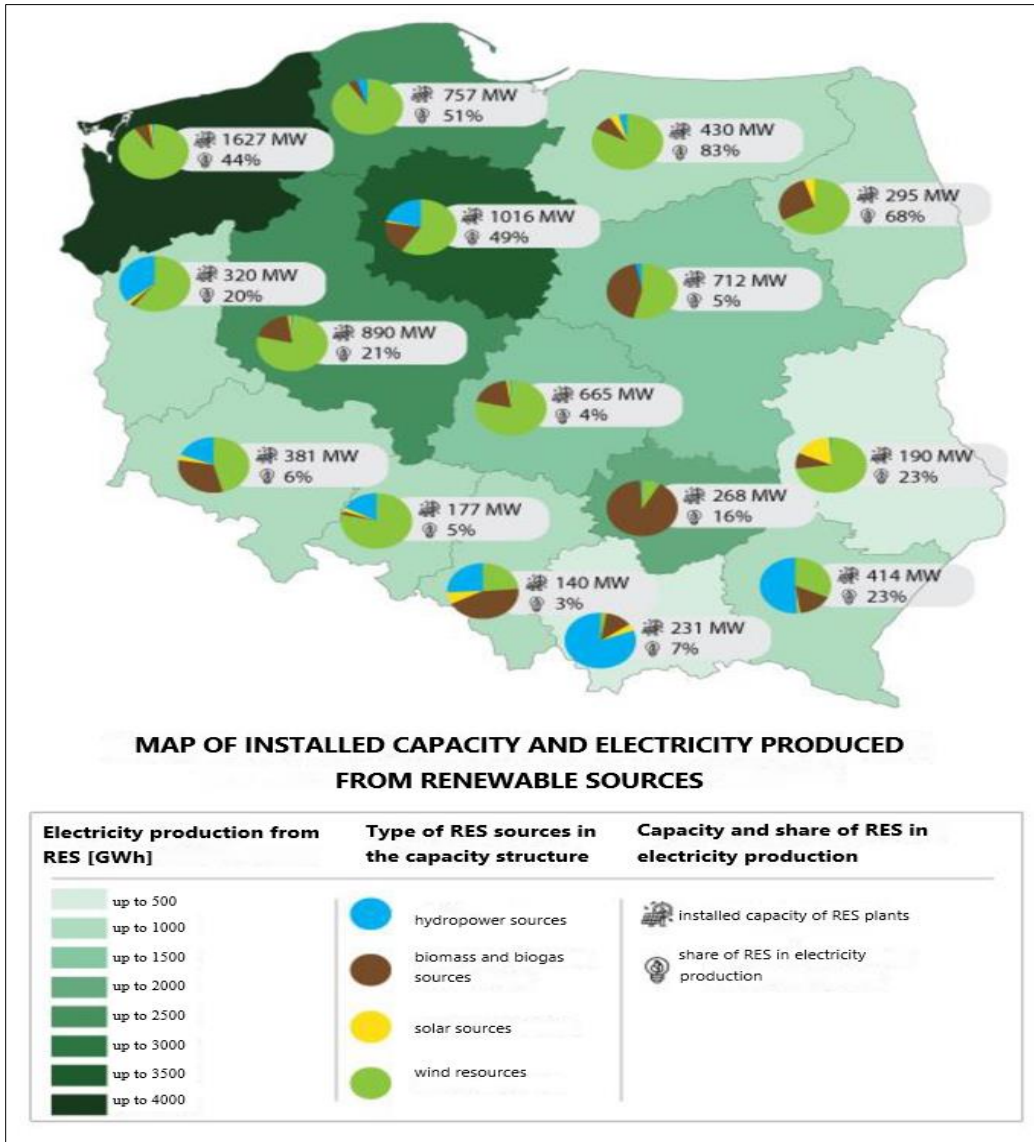 757 MW
51%
1627 MW
44%
430 MW
83%
295 MW
68%
1016 MW
49%
320 MW
20%
712 MW
5%
890 MW
21%
665 MW
4%
381 MW
6%
190 MW
23%
177 MW
5%
268 MW
16%
140 MW
3%
414 MW
23%
231 MW
7%
MAP OF INSTALLED CAPACITY AND ELECTRICITY PRODUCED
FROM RENEWABLE SOURCES
Electricity production from
RES [GWh]
up to 500
up to 1000
up to 1500
up to 2000
up to 2500
up to 3000
up to 3500
up to 4000
Type of RES sources in
the capacity structure
hydropower sources
biomass and biogas
sources
solar sources
wind resources
Capacity and share of RES in
electricity production
installed capacity of RES plants
share of RES in electricity
production